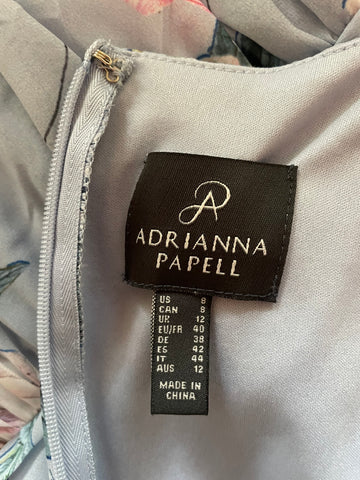 ADRIANNA
PAPELL
US 8
CAN 8
UK 12
EU/FR 40
DE 38
ES 42
IT 44
AUS 12
MADE IN
CHINA